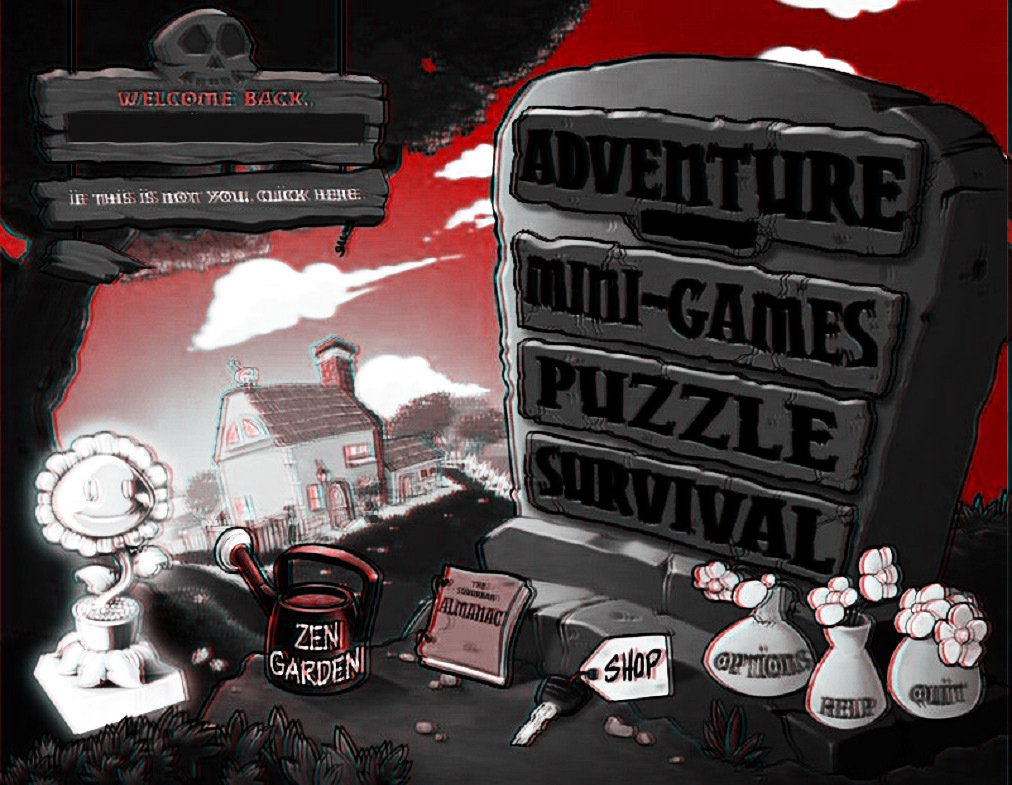 WELCOME BACK,
IF THIS IS NOT YOU, CLICK HERE.
ADVENTURE
MINI-GAMES
PUZZLE
SURVIVAL
ZEN
GARDEN
THE
SUBURBAN
ALMANAC
SHOP
OPTIONS
HELP
QUIT